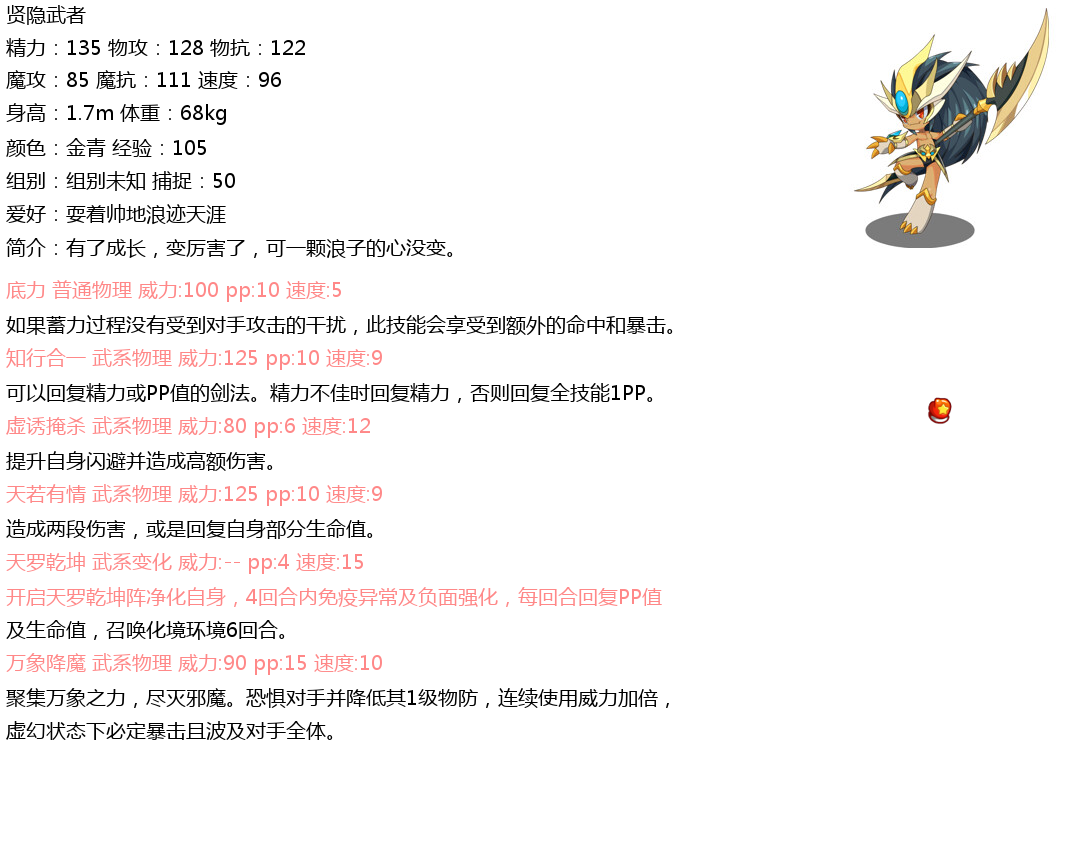 贤隐武者
精力：135 物攻：128 物抗：122
魔攻：85 魔抗：111 速度：96
身高：1.7m 体重：68kg
颜色：金青 经验：105
组别：组别未知 捕捉：50
爱好：耍着帅地浪迹天涯
简介：有了成长，变厉害了，可一颗浪子的心没变。
底力 普通物理 威力:100 pp:10 速度:5
如果蓄力过程没有受到对手攻击的干扰，此技能会享受到额外的命中和暴击。
知行合一 武系物理 威力:125 pp:10 速度:9
可以回复精力或PP值的剑法。精力不佳时回复精力，否则回复全技能1PP。
虚诱掩杀 武系物理 威力:80 pp:6 速度:12
提升自身闪避并造成高额伤害。
天若有情 武系物理 威力:125 pp:10 速度:9
造成两段伤害，或是回复自身部分生命值。
天罗乾坤 武系变化 威力:-- pp:4 速度:15
开启天罗乾坤阵净化自身，4回合内免疫异常及负面强化，每回合回复PP值
及生命值，召唤化境环境6回合。
万象降魔 武系物理 威力:90 pp:15 速度:10
聚集万象之力，尽灭邪魔。恐惧对手并降低其1级物防，连续使用威力加倍，
虚幻状态下必定暴击且波及对手全体。